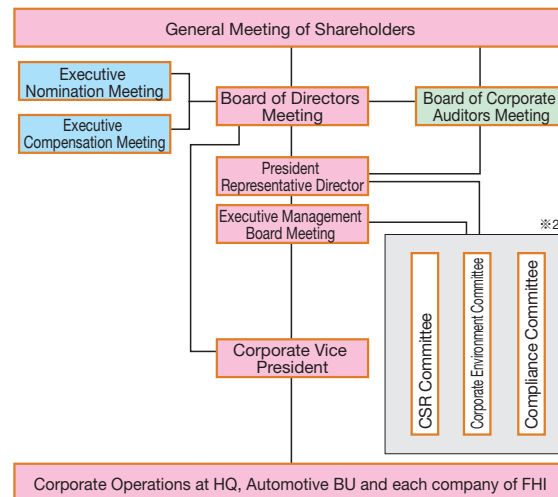 General Meeting of Shareholders
Executive
Nomination Meeting
Executive
Compensation Meeting
Board of Directors
Meeting
Board of Corporate
Auditors Meeting
President
Representative Director
Executive Management
Board Meeting
※2
CSR Committee
Corporate Environment Committee
Compliance Committee
Corporate Vice
President
Corporate Operations at HQ, Automotive BU and each company of FHI